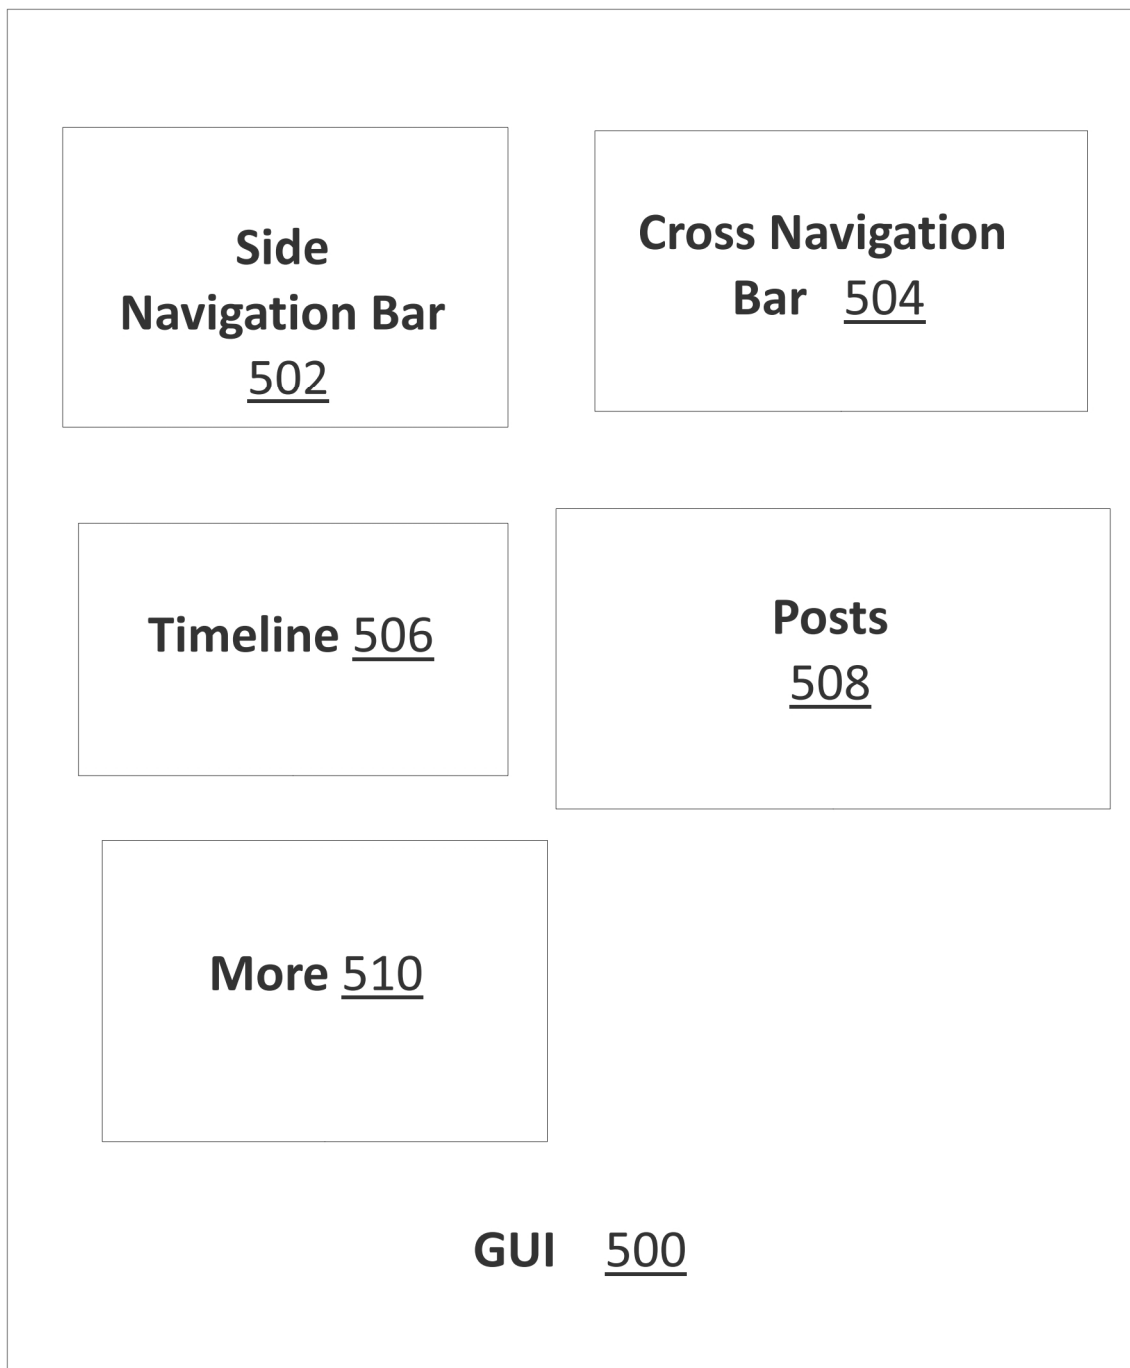 Side
Navigation Bar
502
Cross Navigation
Bar 504
Timeline 506
Posts
508
More 510
GUI 500